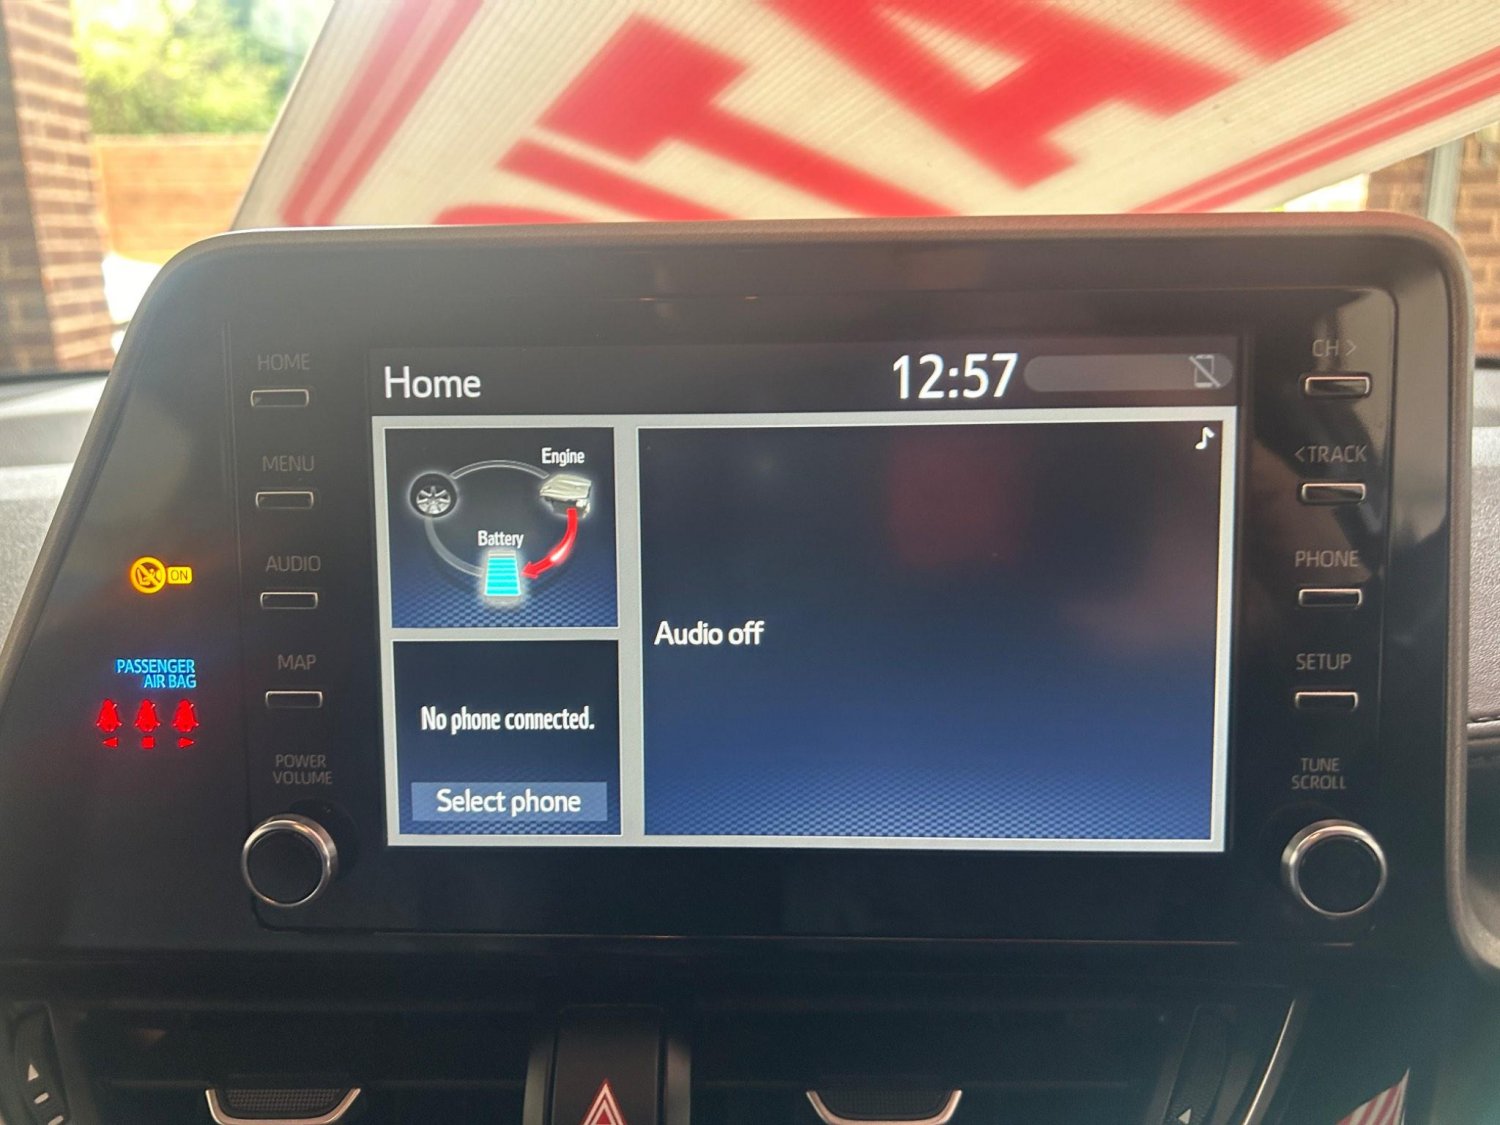 Home
12:57
Engine
Battery
No phone connected.
Select phone
Audio off
HOME
MENU
AUDIO
MAP
POWER
VOLUME
ON
PASSENGER
AIR BAG
CH >
<TRACK
PHONE
SETUP
TUNE
SCROLL